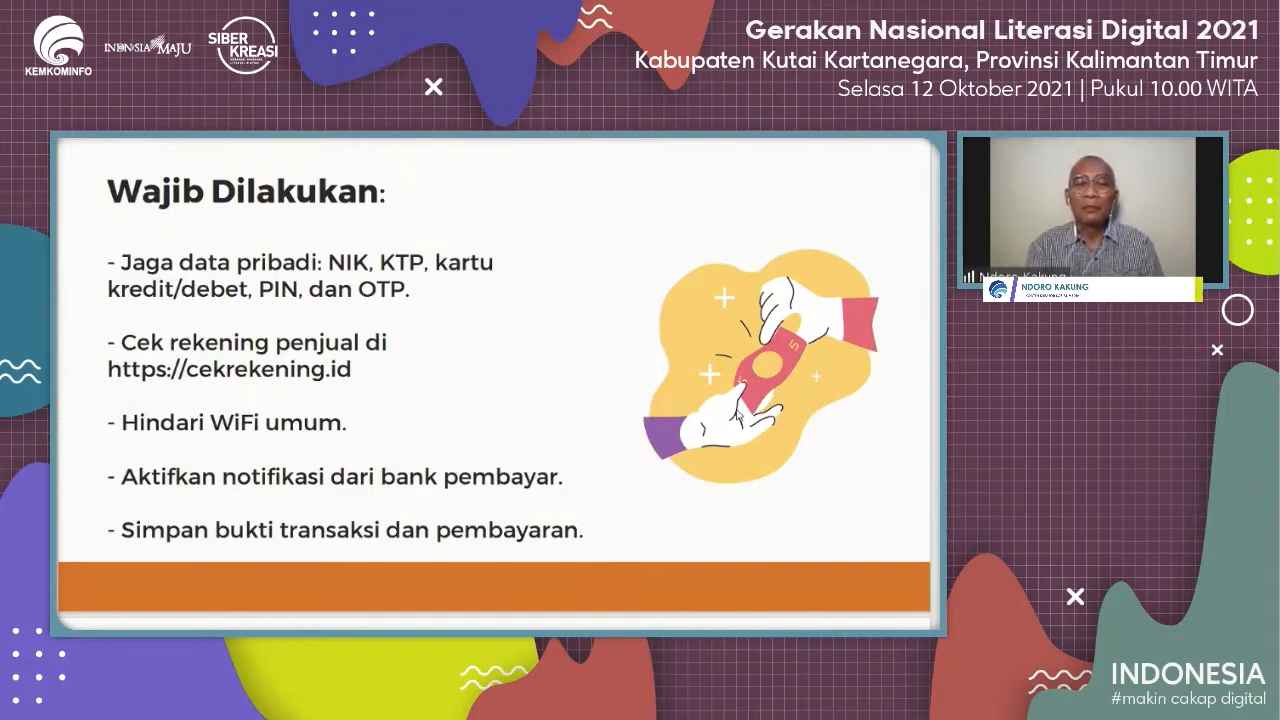 KEMKOMINFO
INDONESIA MAJU
SIBER
KREASI
Gerakan Nasional Literasi Digital 2021
Kabupaten Kutai Kartanegara, Provinsi Kalimantan Timur
Selasa 12 Oktober 2021 | Pukul 10.00 WITA
Wajib Dilakukan:
- Jaga data pribadi: NIK, KTP, kartu
kredit/debet, PIN, dan OTP.
- Cek rekening penjual di
https://cekrekening.id
- Hindari WiFi umum.
- Aktifkan notifikasi dari bank pembayar.
- Simpan bukti transaksi dan pembayaran.
Ndoro Kakung
NDORO KAKUNG
INDONESIA
#makin cakap digital